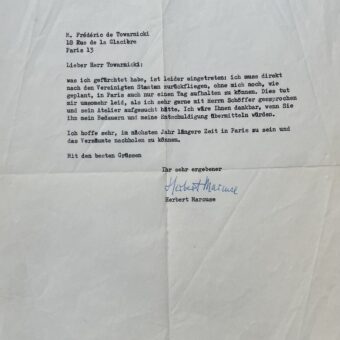 M. Frédéric de Towarnicki
18 Rue de la Glacière
Paris 13
Lieber Herr Towarnicki:
was ich gefürchtet habe, ist leider eingetreten: ich muss direkt
nach den Vereinigten Staaten zurückfliegen, ohne mich noch, wie
geplant, in Paris auch nur einen Tag aufhalten zu können. Dies tut
mir umsomehr leid, als ich sehr gerne mit Herrn Schöffer gesprochen
und sein Atelier aufgesucht hätte. Ich wäre Ihnen dankbar, wenn Sie
ihm mein Bedauern und meine Entschuldigung übermitteln würden.
Ich hoffe sehr, im nächsten Jahr längere Zeit in Paris zu sein und
das Versäumte nachholen zu können.
Mit den besten Grüssen
Ihr sehr ergebener
Herbert Marcuse
Herbert Marcuse